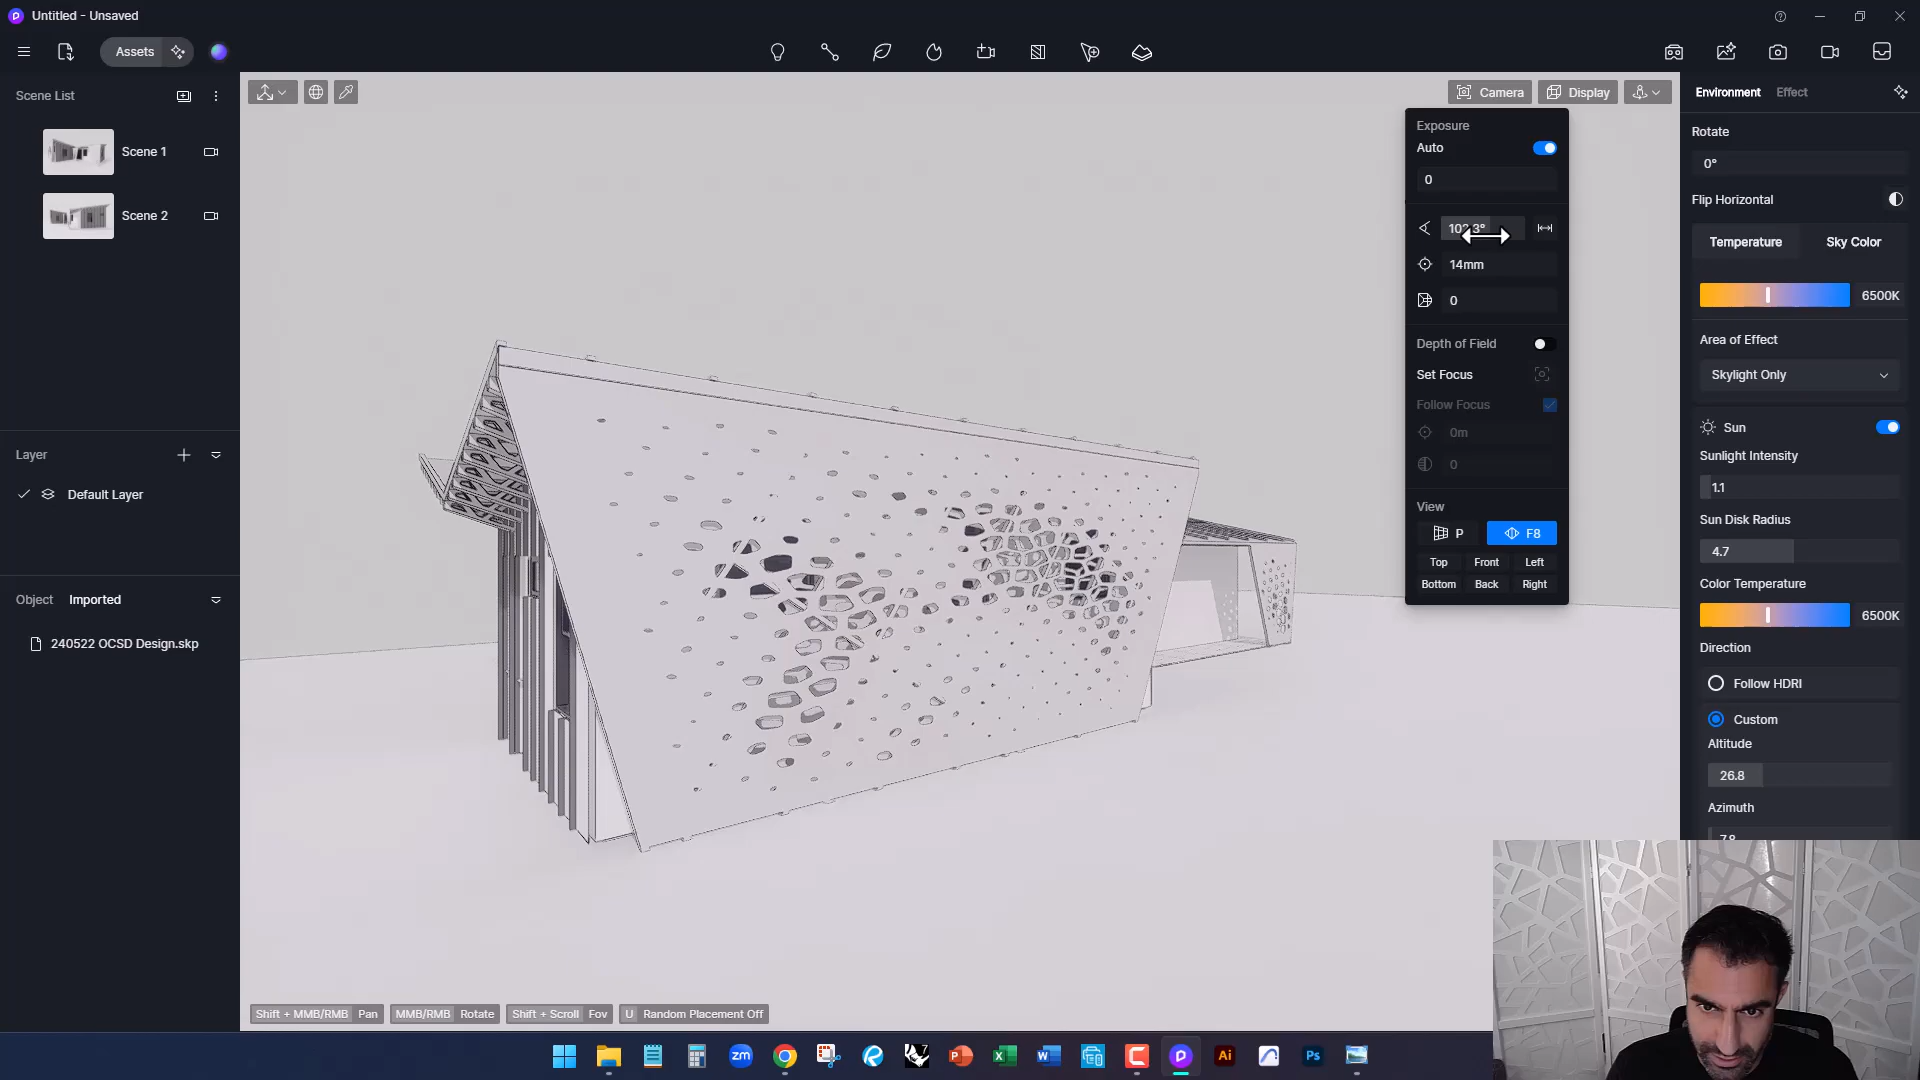 Untitled - Unsaved
Assets
Scene List
Scene 1
Scene 2
Layer
Default Layer
Object Imported
240522 OCSD Design.skp
Camera
Display
Exposure
Auto
0
14mm
0
Depth of Field
Set Focus
Follow Focus
0m
0
View
P
F8
Top Front Left
Bottom Back Right
Environment Effect
Rotate
0°
Flip Horizontal
Temperature Sky Color
6500K
Area of Effect
Skylight Only
Sun
Sunlight Intensity
1.1
Sun Disk Radius
4.7
Color Temperature
6500K
Direction
Follow HDRI
Custom
Altitude
26.8
Azimuth
Shift + MMB/RMB Pan MMB/RMB Rotate Shift + Scroll Fov U Random Placement Off
zm
7
Ai
Ps